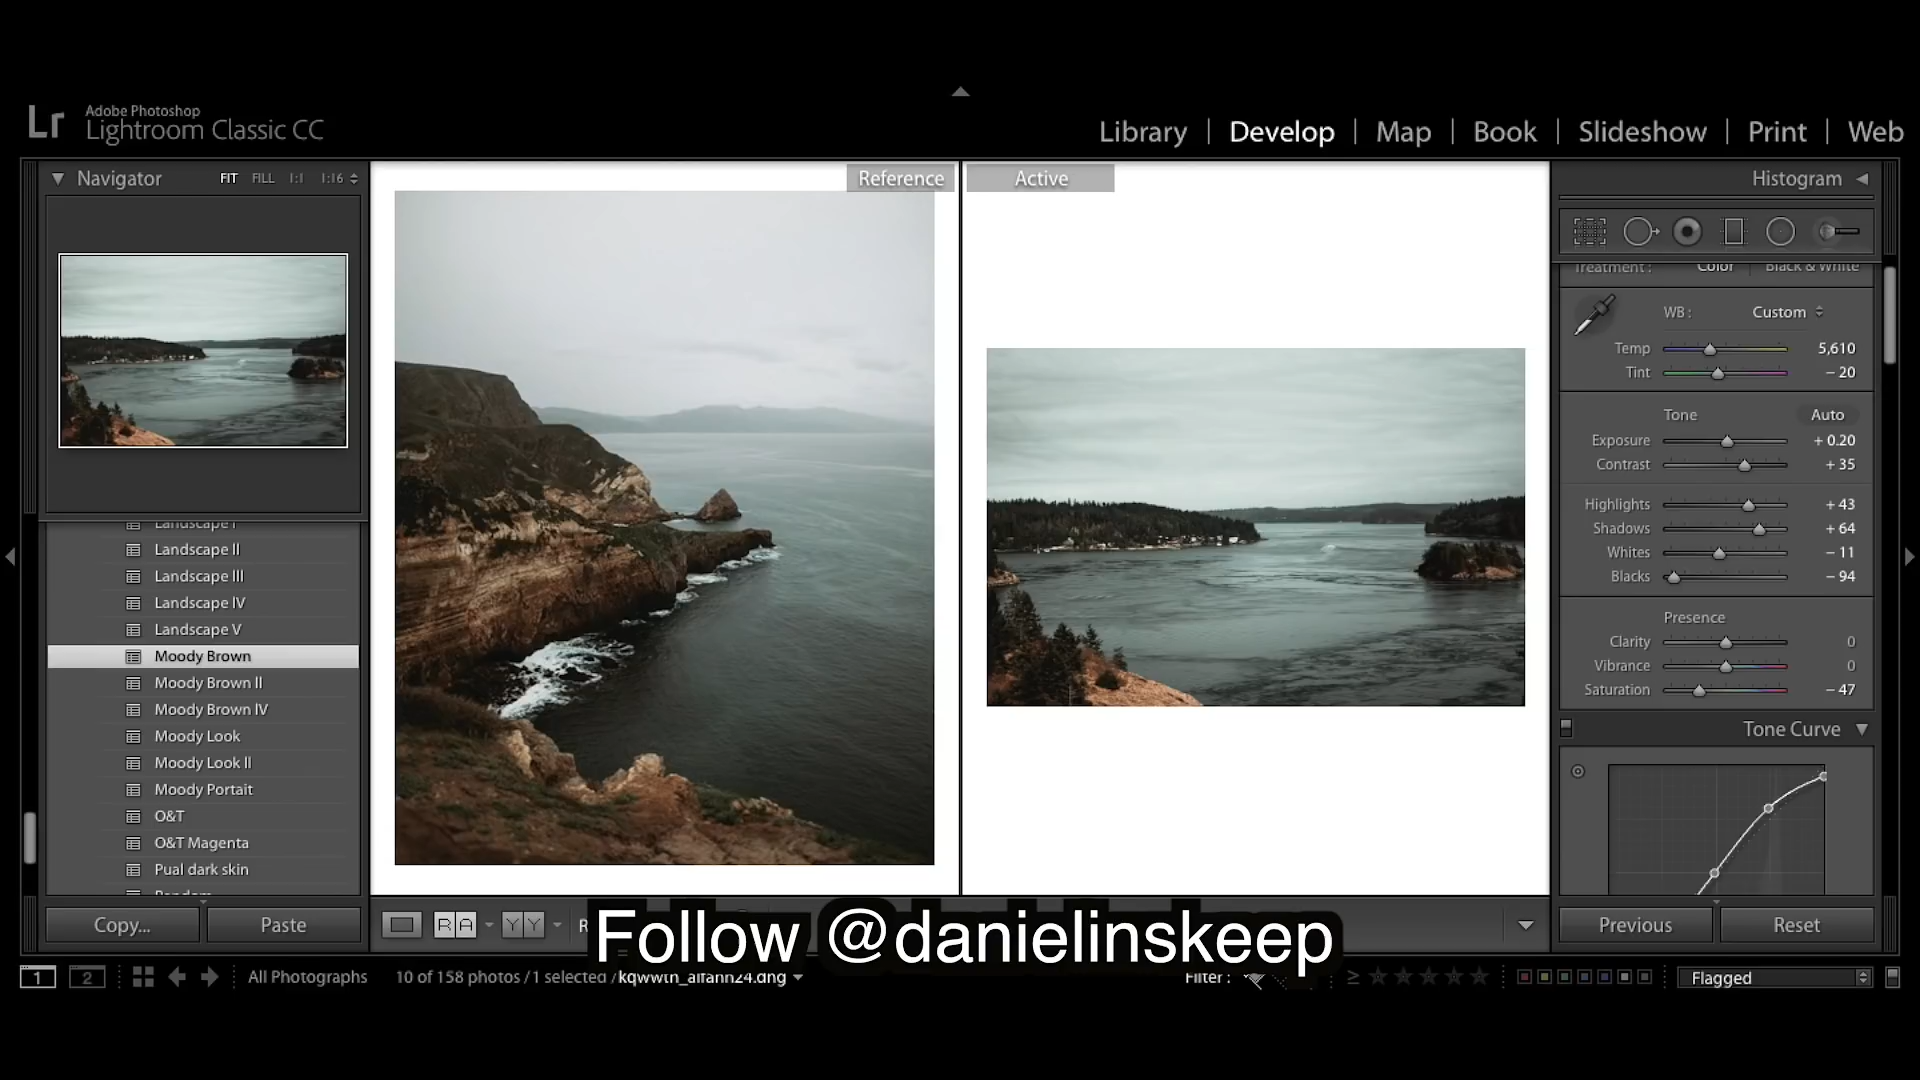 Lr
Adobe Photoshop
Lightroom Classic CC
Library | Develop | Map | Book | Slideshow | Print | Web
Navigator FIT FILL 1:1 1:16
Reference
Active
Histogram
Treatment : Color Black & White
WB : Custom
Temp 5,610
Tint – 20
Tone Auto
Exposure + 0.20
Contrast + 35
Highlights + 43
Shadows + 64
Whites – 11
Blacks – 94
Presence
Clarity 0
Vibrance 0
Saturation – 47
Tone Curve
Landscape I
Landscape II
Landscape III
Landscape IV
Landscape V
Moody Brown
Moody Brown II
Moody Brown IV
Moody Look
Moody Look II
Moody Portait
O&T
O&T Magenta
Pual dark skin
Random
Copy... Paste
R A Y Y R
Follow @danielinskeep
Previous Reset
1 2 All Photographs 10 of 158 photos / 1 selected / kqwwtn_alfann24.dng
Filter : ≥ Flagged